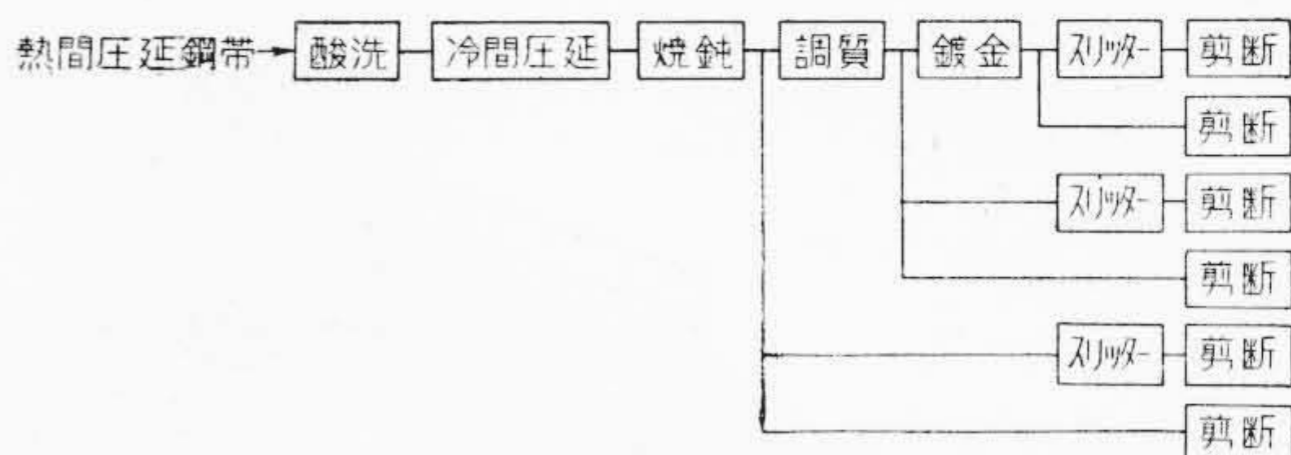 熱間圧延鋼帯 酸洗 冷間圧延 焼鈍 調質 鍍金 スリッター 剪断
剪断
スリッター 剪断
剪断
スリッター 剪断
剪断